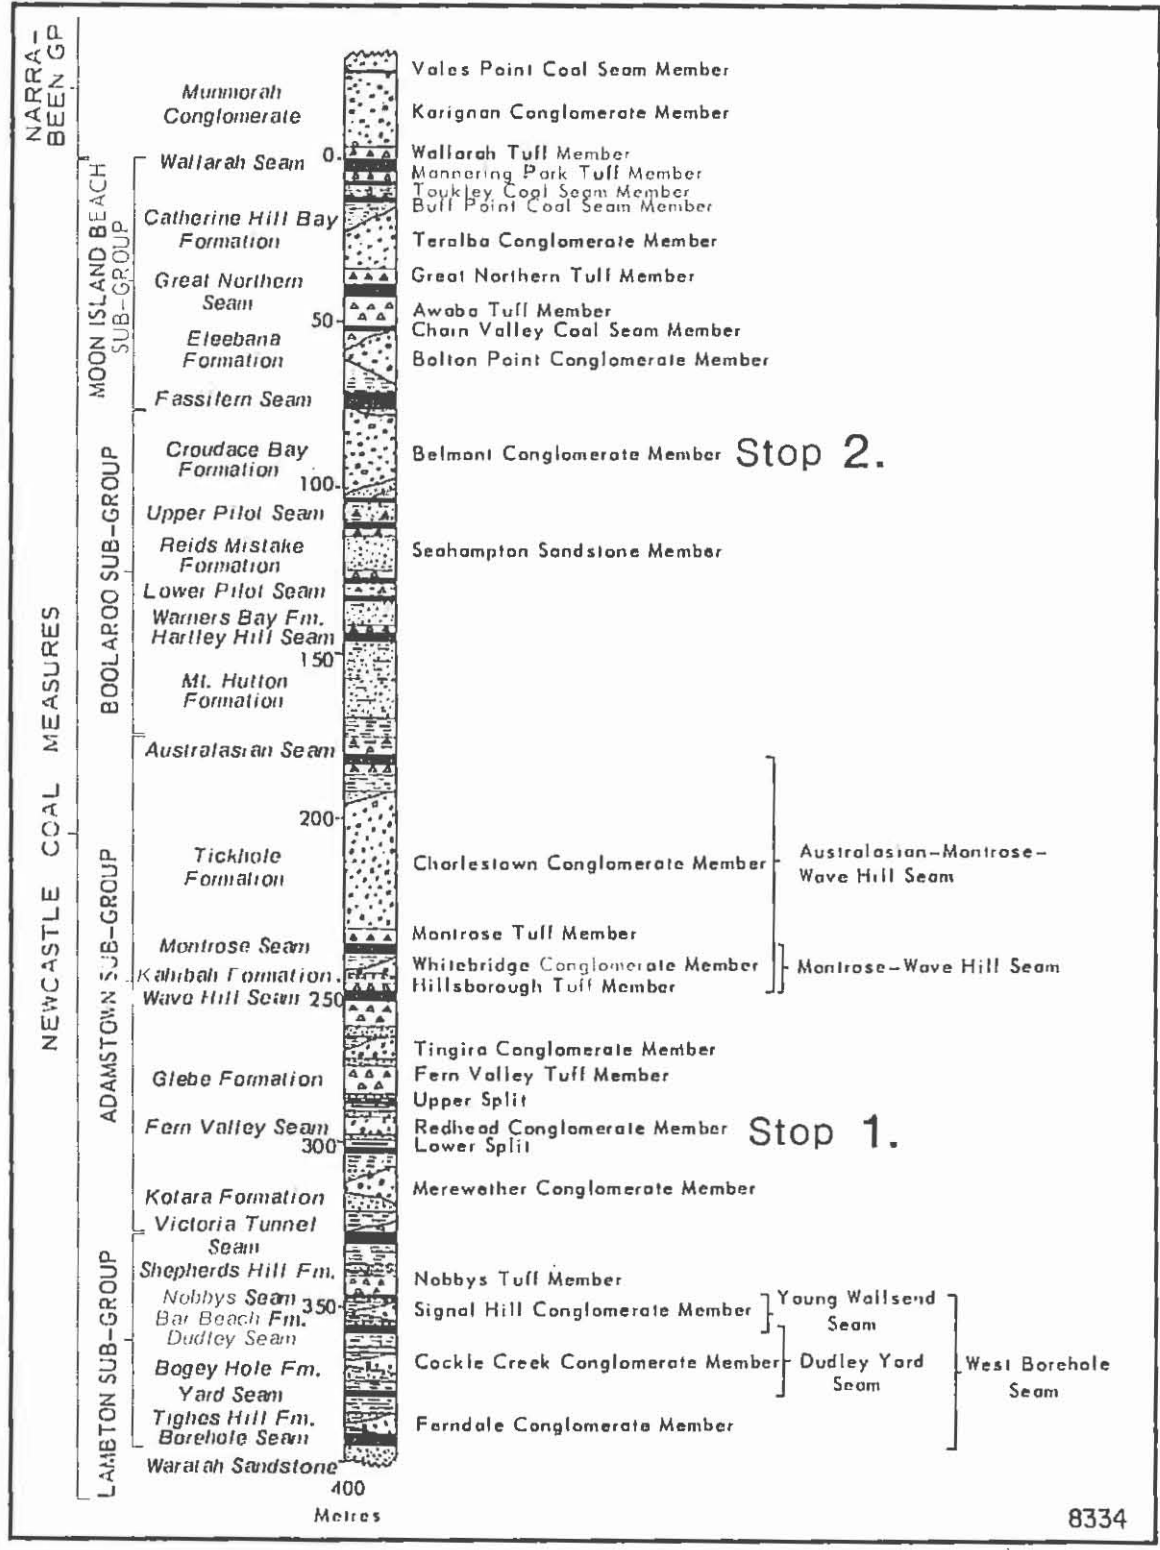 NARRA-
BEEN GP
NEWCASTLE COAL MEASURES
MOON ISLAND BEACH
SUB-GROUP
BOOLAROO SUB-GROUP
ADAMSTOWN SUB-GROUP
LAMBTON SUB-GROUP
Munmorah
Conglomerate
Wallarah Seam
Catherine Hill Bay
Formation
Great Northern
Seam
Eleebana
Formation
Fassifern Seam
Croudace Bay
Formation
Upper Pilot Seam
Reids Mistake
Formation
Lower Pilot Seam
Warners Bay Fm.
Hartley Hill Seam
Mt. Hutton
Formation
Australasian Seam
Tickhole
Formation
Montrose Seam
Kahibah Formation
Wave Hill Seam
Glebe Formation
Fern Valley Seam
Kotara Formation
Victoria Tunnel
Seam
Shepherds Hill Fm.
Nobbys Seam
Bar Beach Fm.
Dudley Seam
Bogey Hole Fm.
Yard Seam
Tighes Hill Fm.
Borehole Seam
Waratah Sandstone
0
50
100
150
200
250
300
350
400
Metres
Vales Point Coal Seam Member
Karignan Conglomerate Member
Wallarah Tuff Member
Mannering Park Tuff Member
Toukley Coal Seam Member
Buff Point Coal Seam Member
Teralba Conglomerate Member
Great Northern Tuff Member
Awaba Tuff Member
Chain Valley Coal Seam Member
Bolton Point Conglomerate Member
Belmont Conglomerate Member Stop 2.
Seahampton Sandstone Member
Charlestown Conglomerate Member
Montrose Tuff Member
Whitebridge Conglomerate Member
Hillsborough Tuff Member
Tingira Conglomerate Member
Fern Valley Tuff Member
Upper Split
Redhead Conglomerate Member Stop 1.
Lower Split
Merewether Conglomerate Member
Nobbys Tuff Member
Signal Hill Conglomerate Member
Cockle Creek Conglomerate Member
Ferndale Conglomerate Member
Australasian-Montrose-
Wave Hill Seam
Montrose-Wave Hill Seam
Young Wallsend
Seam
Dudley Yard
Seam
West Borehole
Seam
8334